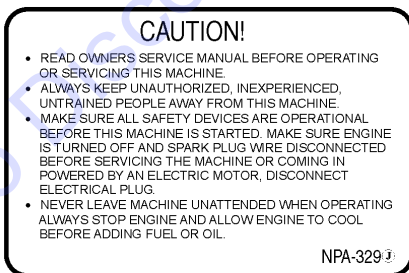 CAUTION!
• READ OWNERS SERVICE MANUAL BEFORE OPERATING
OR SERVICING THIS MACHINE.
• ALWAYS KEEP UNAUTHORIZED, INEXPERIENCED,
UNTRAINED PEOPLE AWAY FROM THIS MACHINE.
• MAKE SURE ALL SAFETY DEVICES ARE OPERATIONAL
BEFORE THIS MACHINE IS STARTED. MAKE SURE ENGINE
IS TURNED OFF AND SPARK PLUG WIRE DISCONNECTED
BEFORE SERVICING THE MACHINE OR COMING IN
POWERED BY AN ELECTRIC MOTOR, DISCONNECT
ELECTRICAL PLUG.
• NEVER LEAVE MACHINE UNATTENDED WHEN OPERATING
ALWAYS STOP ENGINE AND ALLOW ENGINE TO COOL
BEFORE ADDING FUEL OR OIL.
NPA-329 J